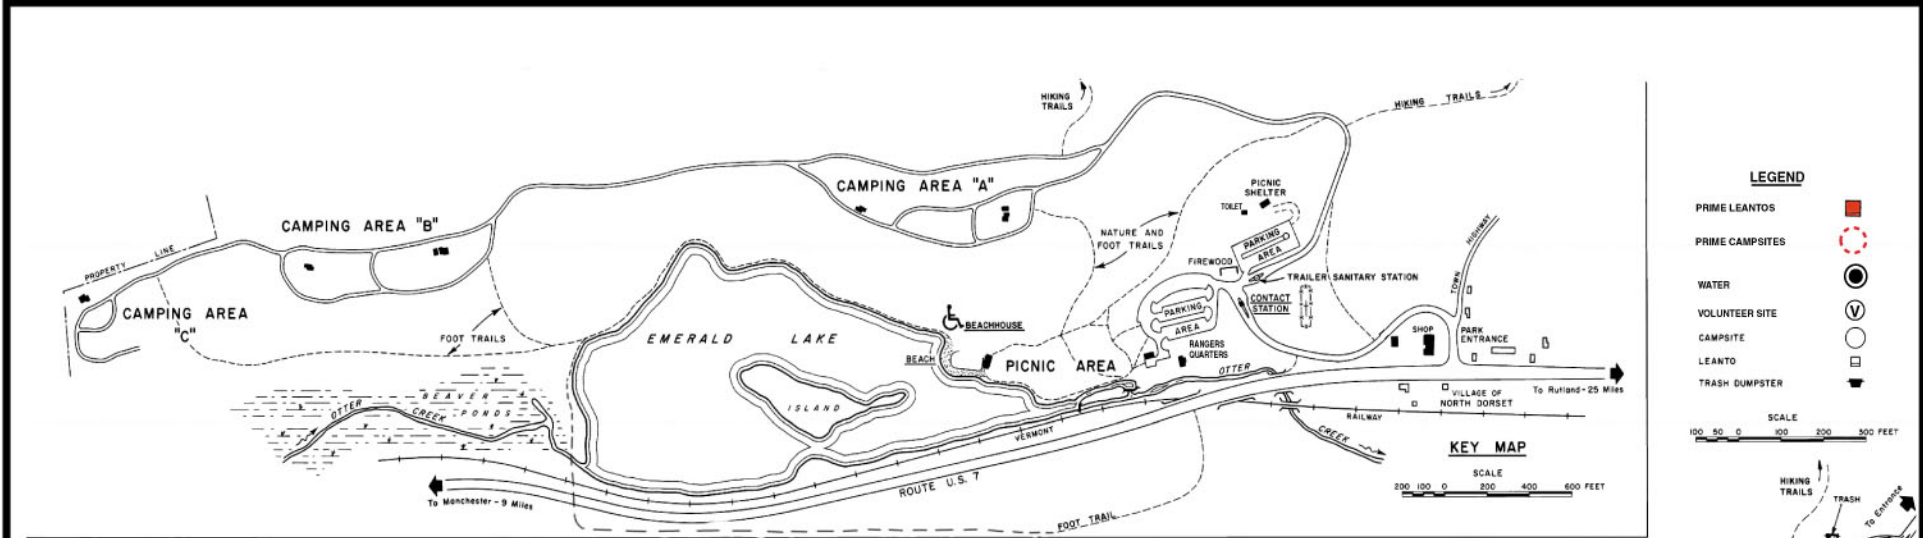 HIKING
TRAILS
HIKING TRAILS
CAMPING AREA "A"
PICNIC
SHELTER
TOILET
CAMPING AREA "B"
NATURE AND
FOOT TRAILS
PARKING
AREA
FIREWOOD
TRAILER SANITARY STATION
TOWN HIGHWAY
PROPERTY LINE
CAMPING AREA
"C"
FOOT TRAILS
EMERALD LAKE
BEACHHOUSE
BEACH
PICNIC AREA
PARKING
AREA
CONTACT
STATION
RANGERS
QUARTERS
SHOP
PARK
ENTRANCE
OTTER
To Rutland-25 Miles
VILLAGE OF
NORTH DORSET
BEAVER
PONDS
OTTER
CREEK
ISLAND
VERMONT
RAILWAY
CREEK
ROUTE U.S. 7
To Manchester - 9 Miles
FOOT TRAIL
KEY MAP
SCALE
200 100 0 200 400 600 FEET
LEGEND
PRIME LEANTOS
PRIME CAMPSITES
WATER
VOLUNTEER SITE
V
CAMPSITE
LEANTO
TRASH DUMPSTER
SCALE
100 50 0 100 200 300 FEET
HIKING
TRAILS
TRASH
To Entrance